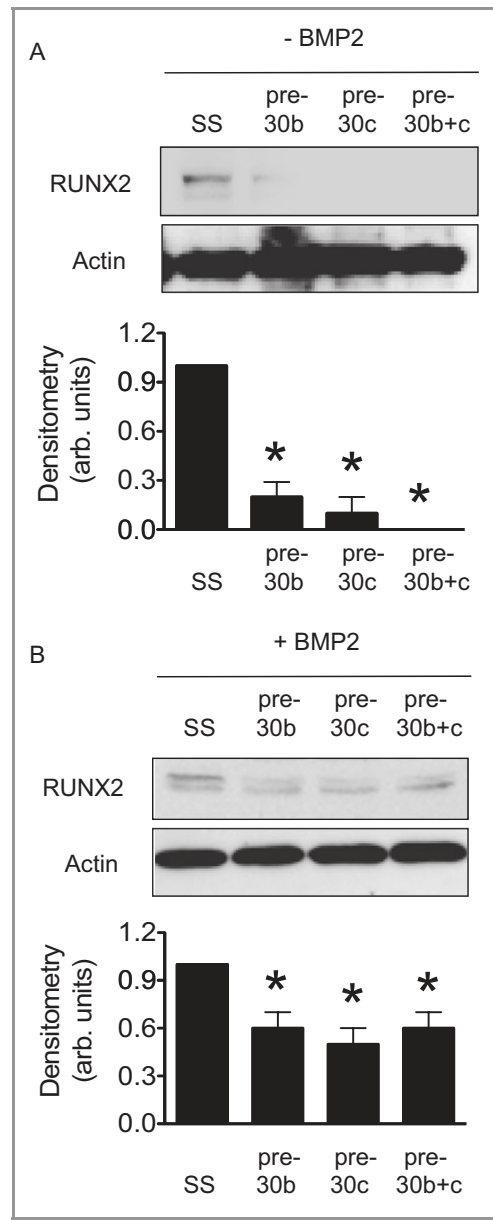 A
- BMP2
SS pre-30b pre-30c pre-30b+c
RUNX2
Actin
Densitometry (arb. units)
1.2
0.9
0.6
0.3
0.0
* * *
SS pre-30b pre-30c pre-30b+c
B
+ BMP2
SS pre-30b pre-30c pre-30b+c
RUNX2
Actin
Densitometry (arb. units)
1.2
0.9
0.6
0.3
0.0
* * *
SS pre-30b pre-30c pre-30b+c